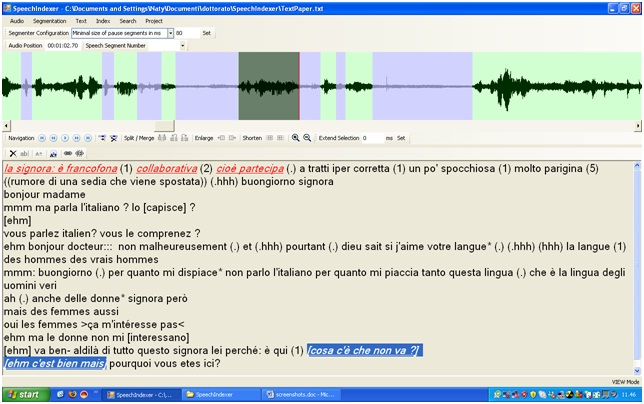 SpeechIndexer - C:\Documents and Settings\Naty\Documenti\dottorato\SpeechIndexer\TextPaper.txt
Audio Segmentation Text Index Search Project
Segmenter Configuration Minimal size of pause segments in ms 80 Set
Audio Position 00:01:02.70 Speech Segment Number
Navigation Split / Merge Enlarge Shorten Extend Selection 0 ms Set
la signora: è francofona (1) collaborativa (2) cioè partecipa (.) a tratti iper corretta (1) un po' spocchiosa (1) molto parigina (5)
((rumore di una sedia che viene spostata)) (.hhh) buongiorno signora
bonjour madame
mmm ma parla l'italiano ? lo [capisce] ?
[ehm]
vous parlez italien? vous le comprenez ?
ehm bonjour docteur::: non malheureusement (.) et (.hhh) pourtant (.) dieu sait si j'aime votre langue* (.) (.hhh) (hhh) la langue (1)
des hommes des vrais hommes
mmm: buongiorno (.) per quanto mi dispiace* non parlo l'italiano per quanto mi piaccia tanto questa lingua (.) che è la lingua degli
uomini veri
ah (.) anche delle donne* signora però
mais des femmes aussi
oui les femmes >ça m'intéresse pas<
ehm ma le donne non mi [interessano]
[ehm] va ben- aldilà di tutto questo signora lei perché: è qui (1) [cosa c'è che non va ?]
[ehm c'est bien mais] pourquoi vous etes ici?
VIEW Mode
start SpeechIndexer - C:\... SpeechIndexer screenshotx.doc - Mic... 11.46